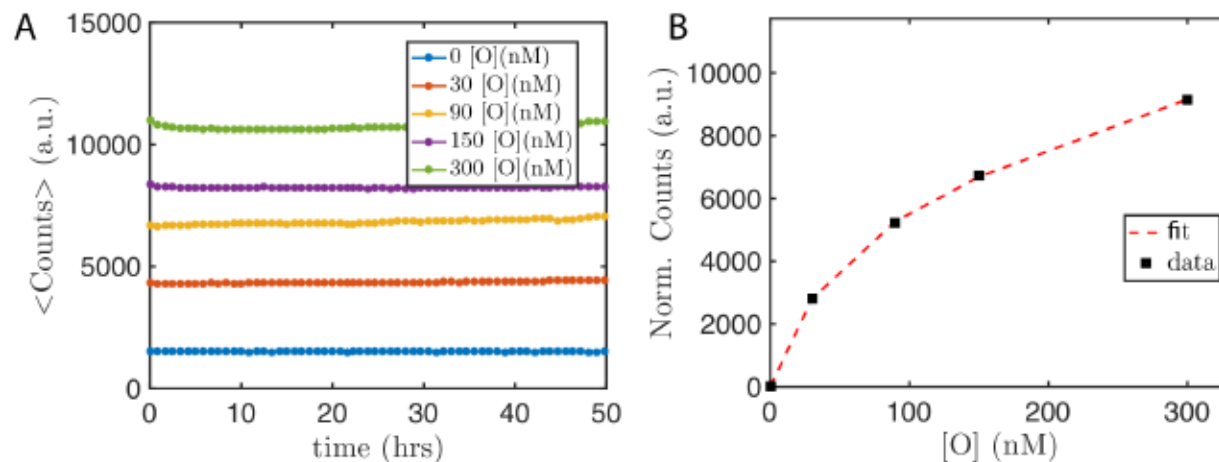 A
15000
10000
5000
0
<Counts> (a.u.)
0 [O](nM)
30 [O](nM)
90 [O](nM)
150 [O](nM)
300 [O](nM)
0 10 20 30 40 50
time (hrs)
B
10000
8000
6000
4000
2000
0
Norm. Counts (a.u.)
fit
data
0 100 200 300
[O] (nM)